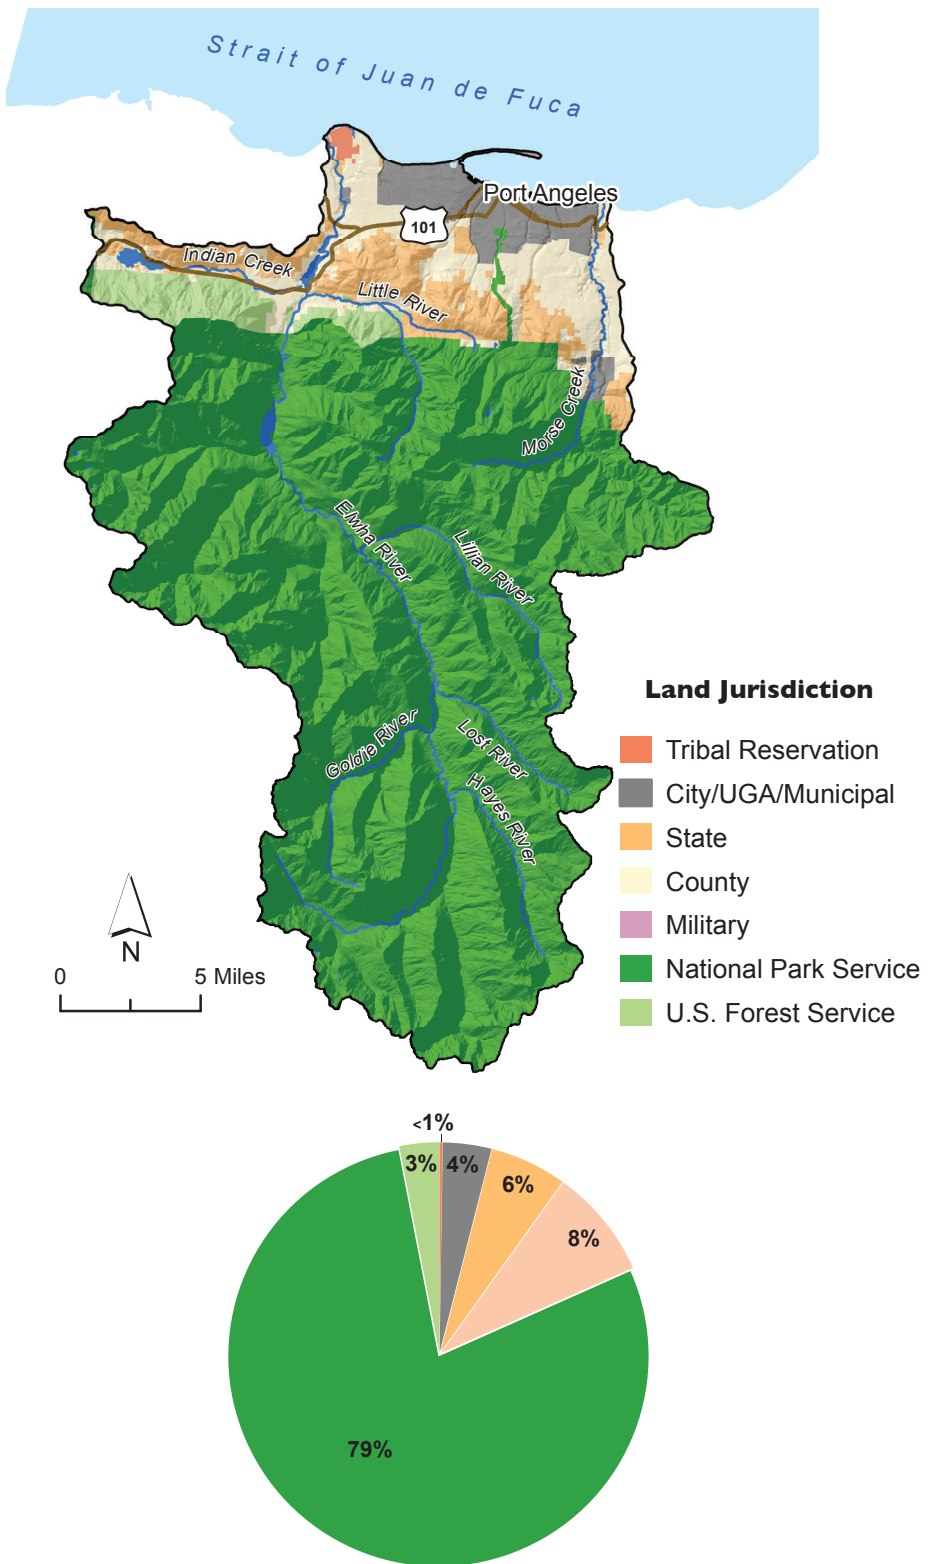 Strait of Juan de Fuca
Port Angeles
101
Indian Creek
Little River
Morse Creek
Elwha River
Lillian River
Land Jurisdiction
Goldie River
Lost River
Tribal Reservation
Hayes River
City/UGA/Municipal
State
County
Military
N
National Park Service
0 5 Miles
U.S. Forest Service
<1%
3%
4%
6%
8%
79%